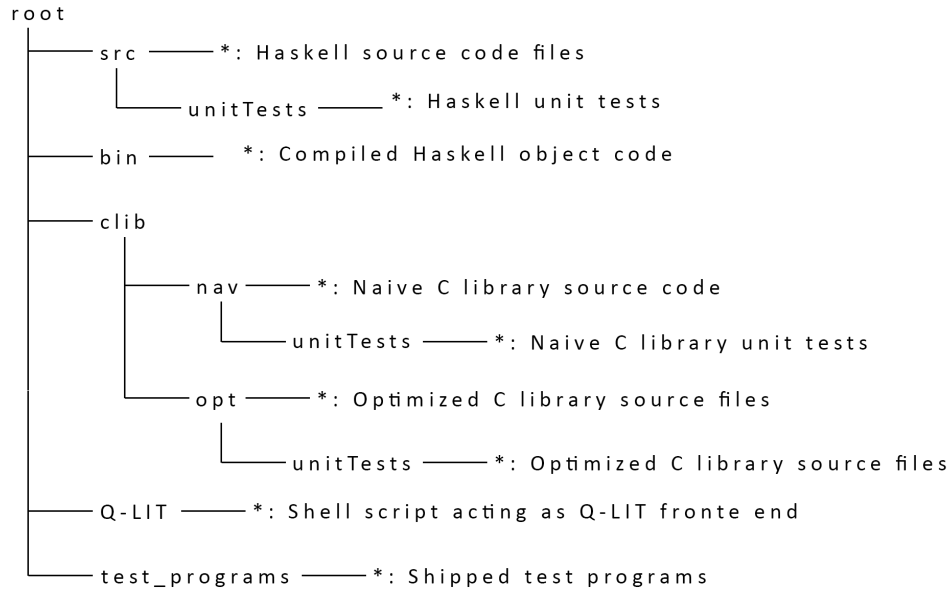 root
src *: Haskell source code files
unitTests *: Haskell unit tests
bin *: Compiled Haskell object code
clib
nav *: Naive C library source code
unitTests *: Naive C library unit tests
opt *: Optimized C library source files
unitTests *: Optimized C library source files
Q-LIT *: Shell script acting as Q-LIT fronte end
test_programs *: Shipped test programs